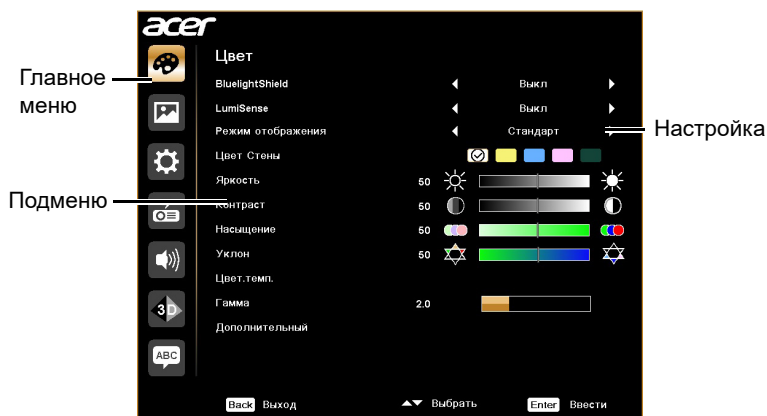 acer
Цвет
Главное
меню
BluelightShield Выкл
LumiSense Выкл
Режим отображения Стандарт
Настройка
Цвет Стены
Яркость 50
Подменю
Контраст 50
Насыщение 50
Уклон 50
Цвет.темп.
3D
Гамма 2.0
Дополнительный
ABC
Back Выход Выбрать Enter Ввести